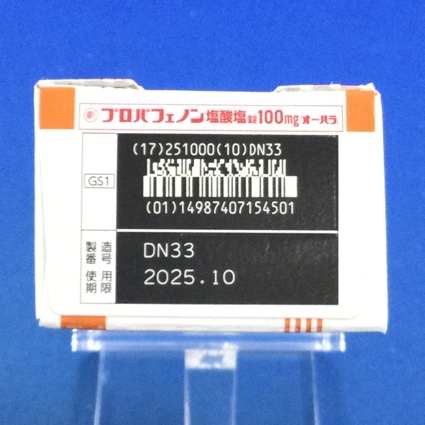 劇 プロパフェノン塩酸塩錠100mg オーハラ
(17)251000(10)DN33
GS1
(01)14987407154501
製造番号 DN33
使用期限 2025.10